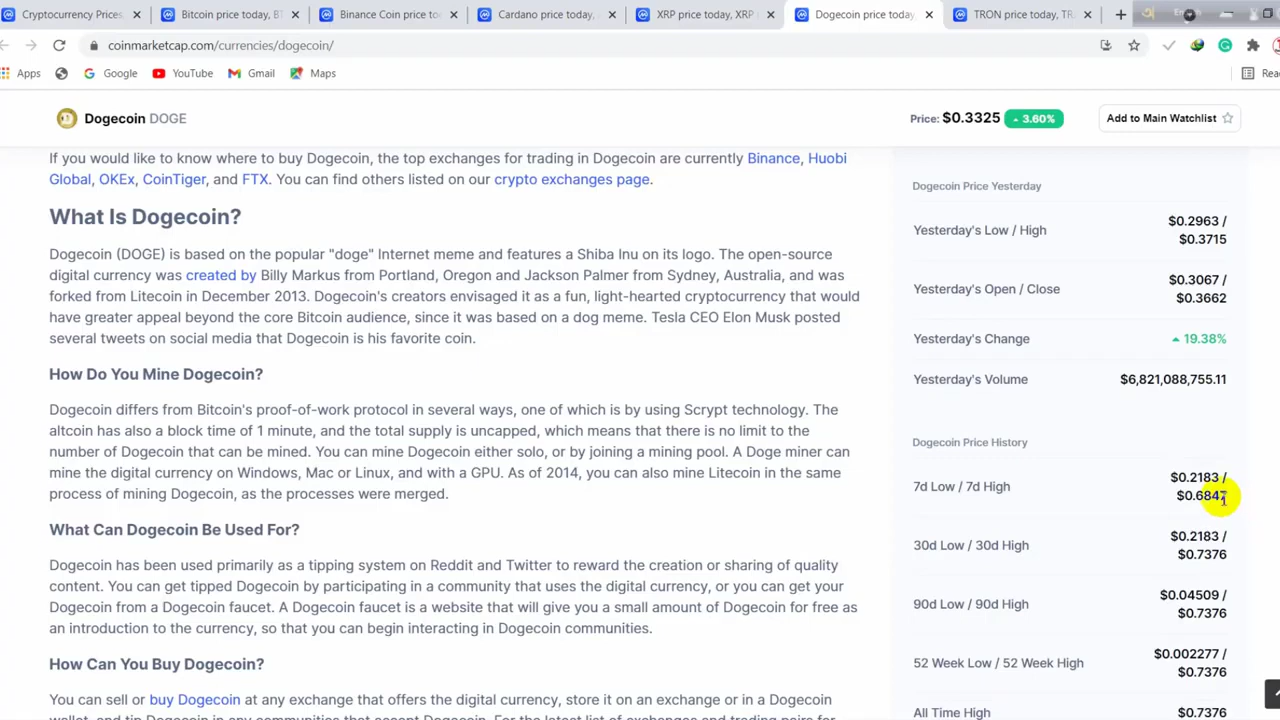 Cryptocurrency Prices
Bitcoin price today, BT
Binance Coin price to
Cardano price today,
XRP price today, XRP
Dogecoin price today
TRON price today, TR
coinmarketcap.com/currencies/dogecoin/
Apps
Google
YouTube
Gmail
Maps
Dogecoin DOGE
Price: $0.3325 3.60%
Add to Main Watchlist
If you would like to know where to buy Dogecoin, the top exchanges for trading in Dogecoin are currently Binance, Huobi
Global, OKEx, CoinTiger, and FTX. You can find others listed on our crypto exchanges page.
What Is Dogecoin?
Dogecoin (DOGE) is based on the popular "doge" Internet meme and features a Shiba Inu on its logo. The open-source
digital currency was created by Billy Markus from Portland, Oregon and Jackson Palmer from Sydney, Australia, and was
forked from Litecoin in December 2013. Dogecoin's creators envisaged it as a fun, light-hearted cryptocurrency that would
have greater appeal beyond the core Bitcoin audience, since it was based on a dog meme. Tesla CEO Elon Musk posted
several tweets on social media that Dogecoin is his favorite coin.
How Do You Mine Dogecoin?
Dogecoin differs from Bitcoin's proof-of-work protocol in several ways, one of which is by using Scrypt technology. The
altcoin has also a block time of 1 minute, and the total supply is uncapped, which means that there is no limit to the
number of Dogecoin that can be mined. You can mine Dogecoin either solo, or by joining a mining pool. A Doge miner can
mine the digital currency on Windows, Mac or Linux, and with a GPU. As of 2014, you can also mine Litecoin in the same
process of mining Dogecoin, as the processes were merged.
What Can Dogecoin Be Used For?
Dogecoin has been used primarily as a tipping system on Reddit and Twitter to reward the creation or sharing of quality
content. You can get tipped Dogecoin by participating in a community that uses the digital currency, or you can get your
Dogecoin from a Dogecoin faucet. A Dogecoin faucet is a website that will give you a small amount of Dogecoin for free as
an introduction to the currency, so that you can begin interacting in Dogecoin communities.
How Can You Buy Dogecoin?
You can sell or buy Dogecoin at any exchange that offers the digital currency, store it on an exchange or in a Dogecoin
wallet, and tip Dogecoin in any communities that accept Dogecoin. For the latest list of exchanges and trading pairs for
Dogecoin Price Yesterday
Yesterday's Low / High
$0.2963 /
$0.3715
Yesterday's Open / Close
$0.3067 /
$0.3662
Yesterday's Change
19.38%
Yesterday's Volume
$6,821,088,755.11
Dogecoin Price History
7d Low / 7d High
$0.2183 /
$0.6847
30d Low / 30d High
$0.2183 /
$0.7376
90d Low / 90d High
$0.04509 /
$0.7376
52 Week Low / 52 Week High
$0.002277 /
$0.7376
All Time High
$0.7376